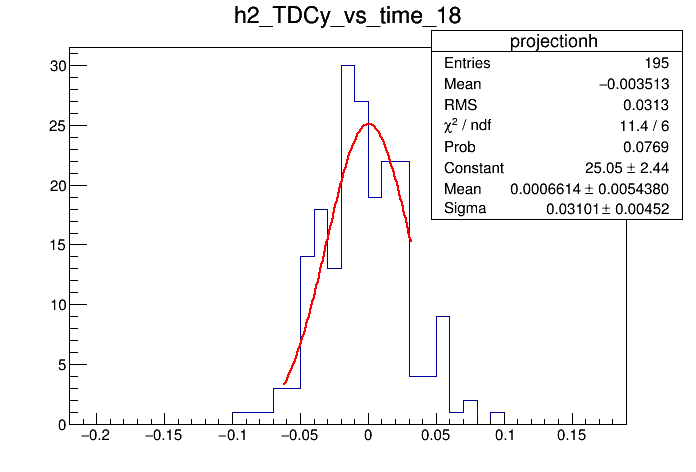 h2_TDCy_vs_time_18
projectionh
Entries 195
Mean −0.003513
RMS 0.0313
χ² / ndf 11.4 / 6
Prob 0.0769
Constant 25.05 ± 2.44
Mean 0.0006614 ± 0.0054380
Sigma 0.03101 ± 0.00452
30
25
20
15
10
5
0
−0.2 −0.15 −0.1 −0.05 0 0.05 0.1 0.15